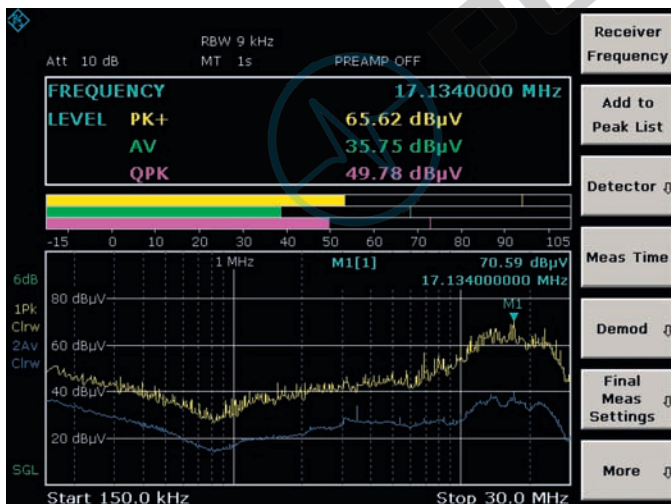 RBW 9 kHz
Att 10 dB MT 1s PREAMP OFF
FREQUENCY 17.1340000 MHz
LEVEL PK+ 65.62 dBµV
AV 35.75 dBµV
QPK 49.78 dBµV
-15 0 10 20 30 40 50 60 70 80 90 105
1 MHz M1[1] 70.59 dBµV
17.134000000 MHz
M1
6dB
80 dBµV
1Pk
Clrw
2Av
60 dBµV
Clrw
40 dBµV
20 dBµV
SGL
Start 150.0 kHz Stop 30.0 MHz
Receiver
Frequency
Add to
Peak List
Detector
Meas Time
Demod
Final
Meas
Settings
More